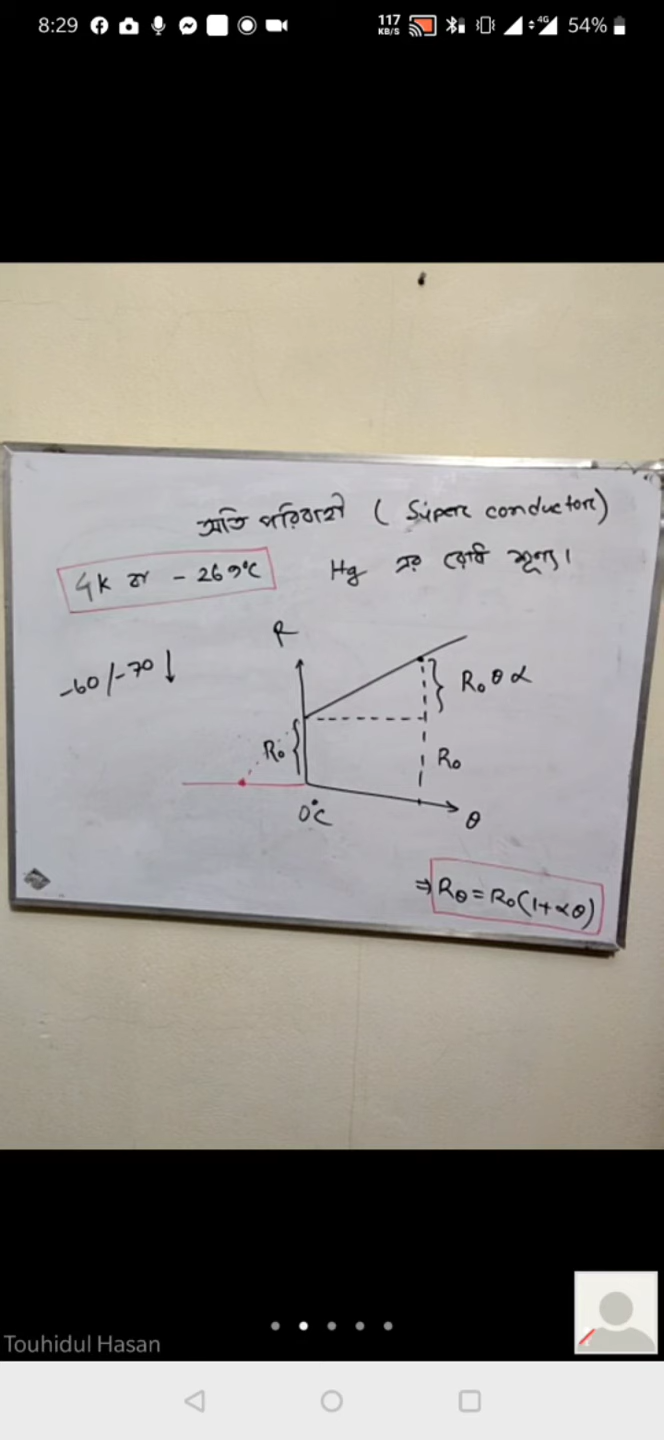 8:29
117 KB/S
4G
54%
অতি পরিবাহী ( Super conductor)
4K বা - 269°C
Hg এর রোধ শূন্য।
-60/-70↓
R
R₀θα
R₀
R₀
0°C
θ
⇒ Rθ = R₀(1+αθ)
Touhidul Hasan